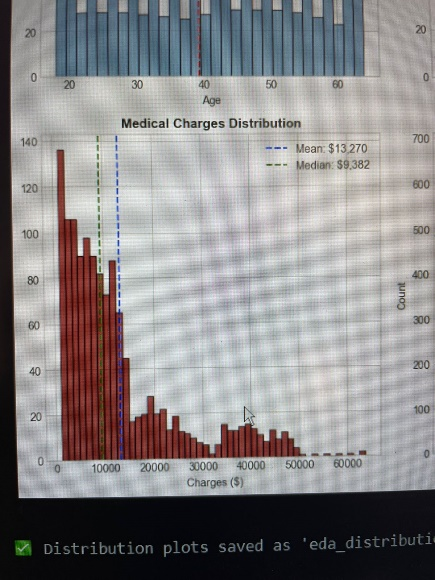 20
0
20 30 40 50 60
Age
20
0
Medical Charges Distribution
140
120
100
80
60
40
20
0
Mean: $13,270
Median: $9,382
0 10000 20000 30000 40000 50000 60000
Charges ($)
700
600
500
400
300
200
100
0
Count
Distribution plots saved as 'eda_distributi